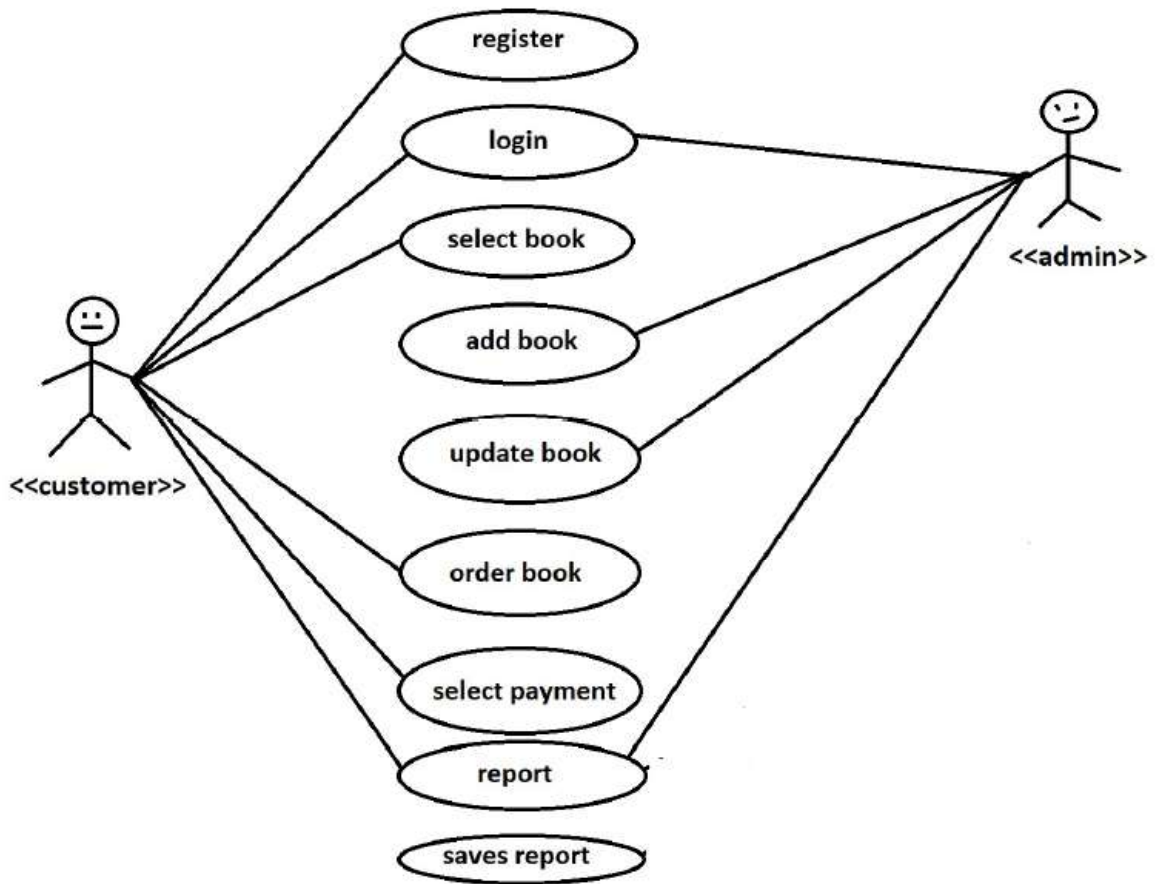 register
login
select book
add book
update book
order book
select payment
report
saves report
<<customer>>
<<admin>>